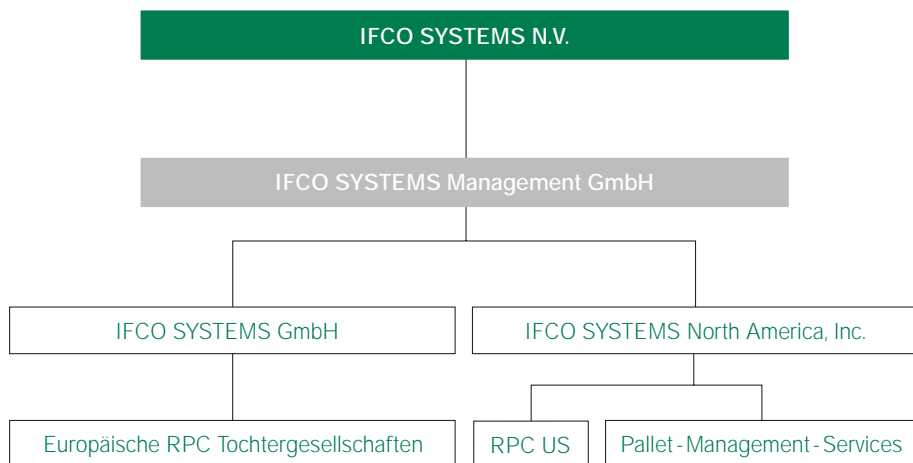 IFCO SYSTEMS N.V.
IFCO SYSTEMS Management GmbH
IFCO SYSTEMS GmbH
IFCO SYSTEMS North America, Inc.
Europäische RPC Tochtergesellschaften
RPC US
Pallet-Management-Services